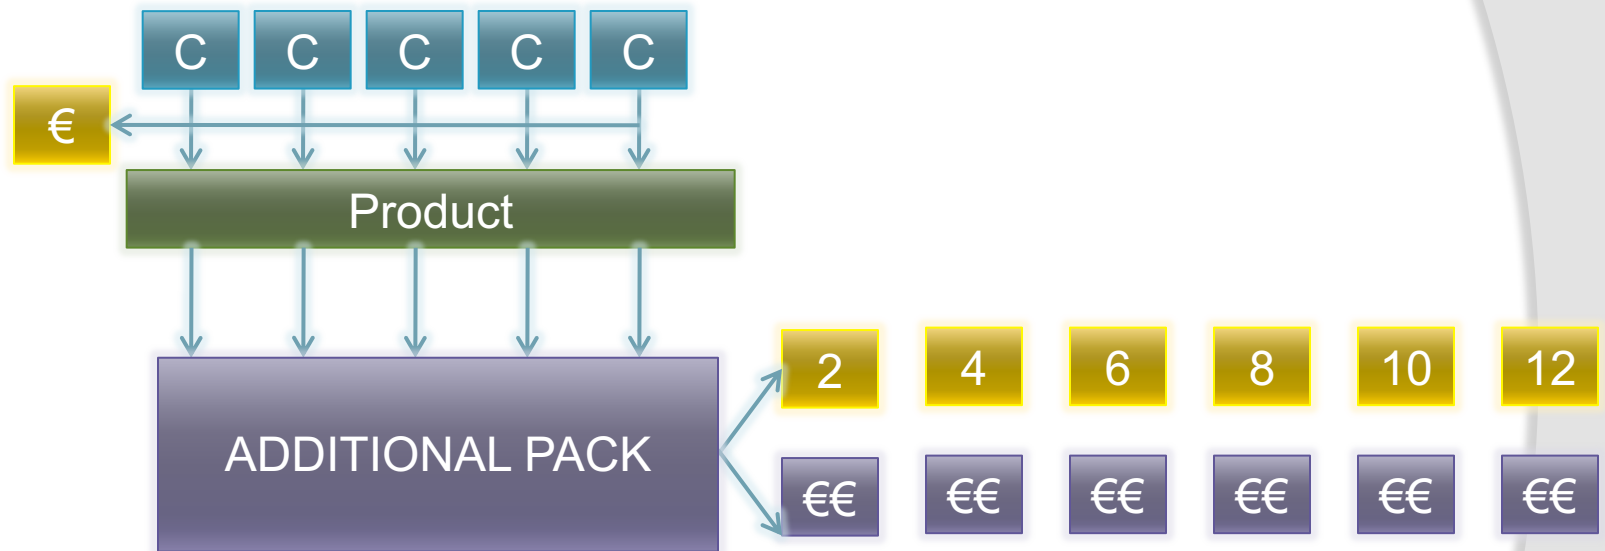 C C C C C
€
Product
2 4 6 8 10 12
ADDITIONAL PACK
€€ €€ €€ €€ €€ €€